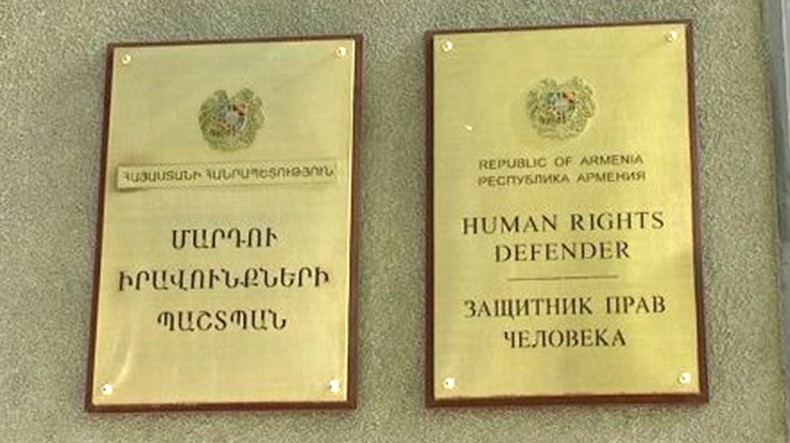 ՀԱՅԱՍՏԱՆԻ ՀԱՆՐԱՊԵՏՈՒԹՅՈՒՆ
ՄԱՐԴՈՒ
ԻՐԱՎՈՒՆՔՆԵՐԻ
ՊԱՇՏՊԱՆ
REPUBLIC OF ARMENIA
РЕСПУБЛИКА АРМЕНИЯ
HUMAN RIGHTS
DEFENDER
ЗАЩИТНИК ПРАВ
ЧЕЛОВЕКА